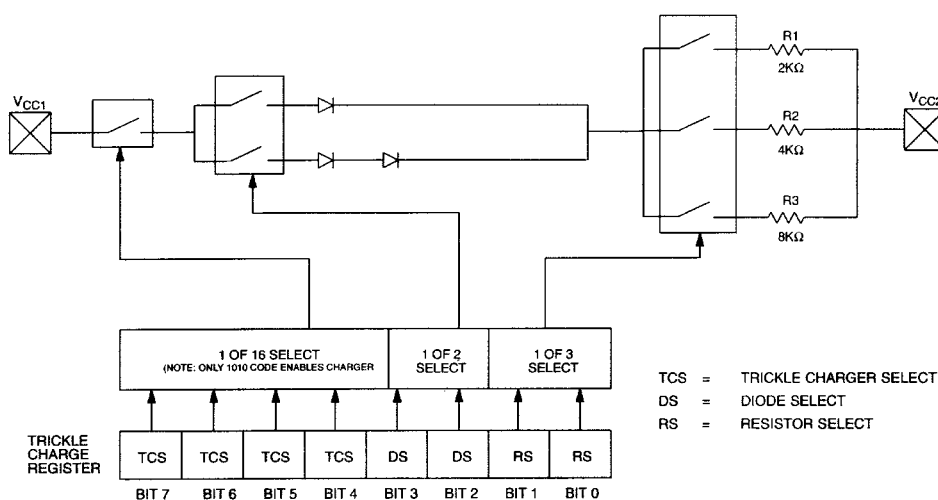 R1
2KΩ
VCC1
VCC2
R2
4KΩ
R3
8KΩ
1 OF 16 SELECT
(NOTE: ONLY 1010 CODE ENABLES CHARGER
1 OF 2
SELECT
1 OF 3
SELECT
TCS = TRICKLE CHARGER SELECT
DS = DIODE SELECT
RS = RESISTOR SELECT
TRICKLE
CHARGE
REGISTER
TCS TCS TCS TCS DS DS RS RS
BIT 7 BIT 6 BIT 5 BIT 4 BIT 3 BIT 2 BIT 1 BIT 0